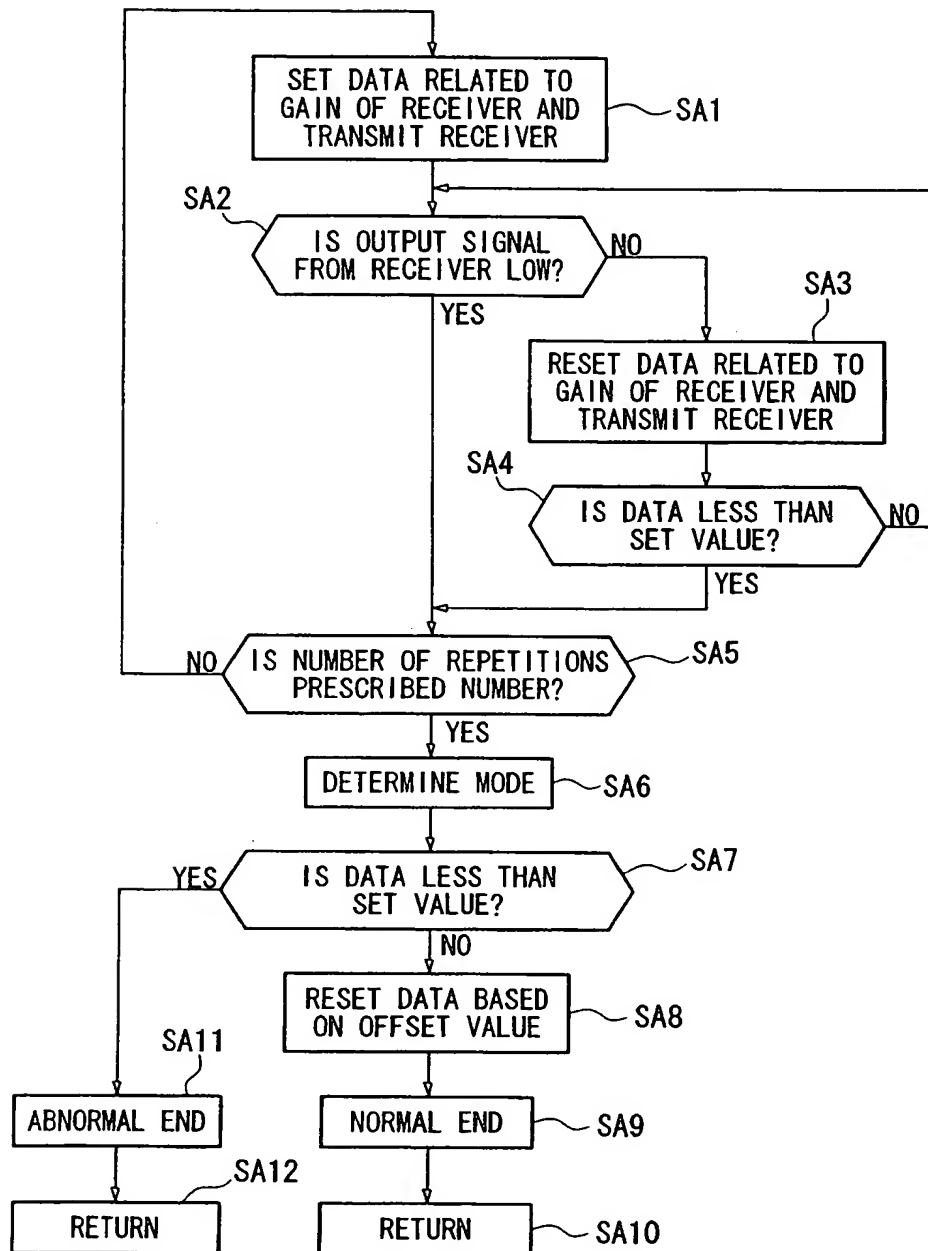 SET DATA RELATED TO
GAIN OF RECEIVER AND
TRANSMIT RECEIVER
SA1
SA2
IS OUTPUT SIGNAL
FROM RECEIVER LOW?
NO
YES
SA3
RESET DATA RELATED TO
GAIN OF RECEIVER AND
TRANSMIT RECEIVER
SA4
IS DATA LESS THAN
SET VALUE?
NO
YES
NO
IS NUMBER OF REPETITIONS
PRESCRIBED NUMBER?
SA5
YES
DETERMINE MODE
SA6
YES
IS DATA LESS THAN
SET VALUE?
SA7
NO
RESET DATA BASED
ON OFFSET VALUE
SA8
SA11
ABNORMAL END
NORMAL END
SA9
SA12
RETURN
RETURN
SA10